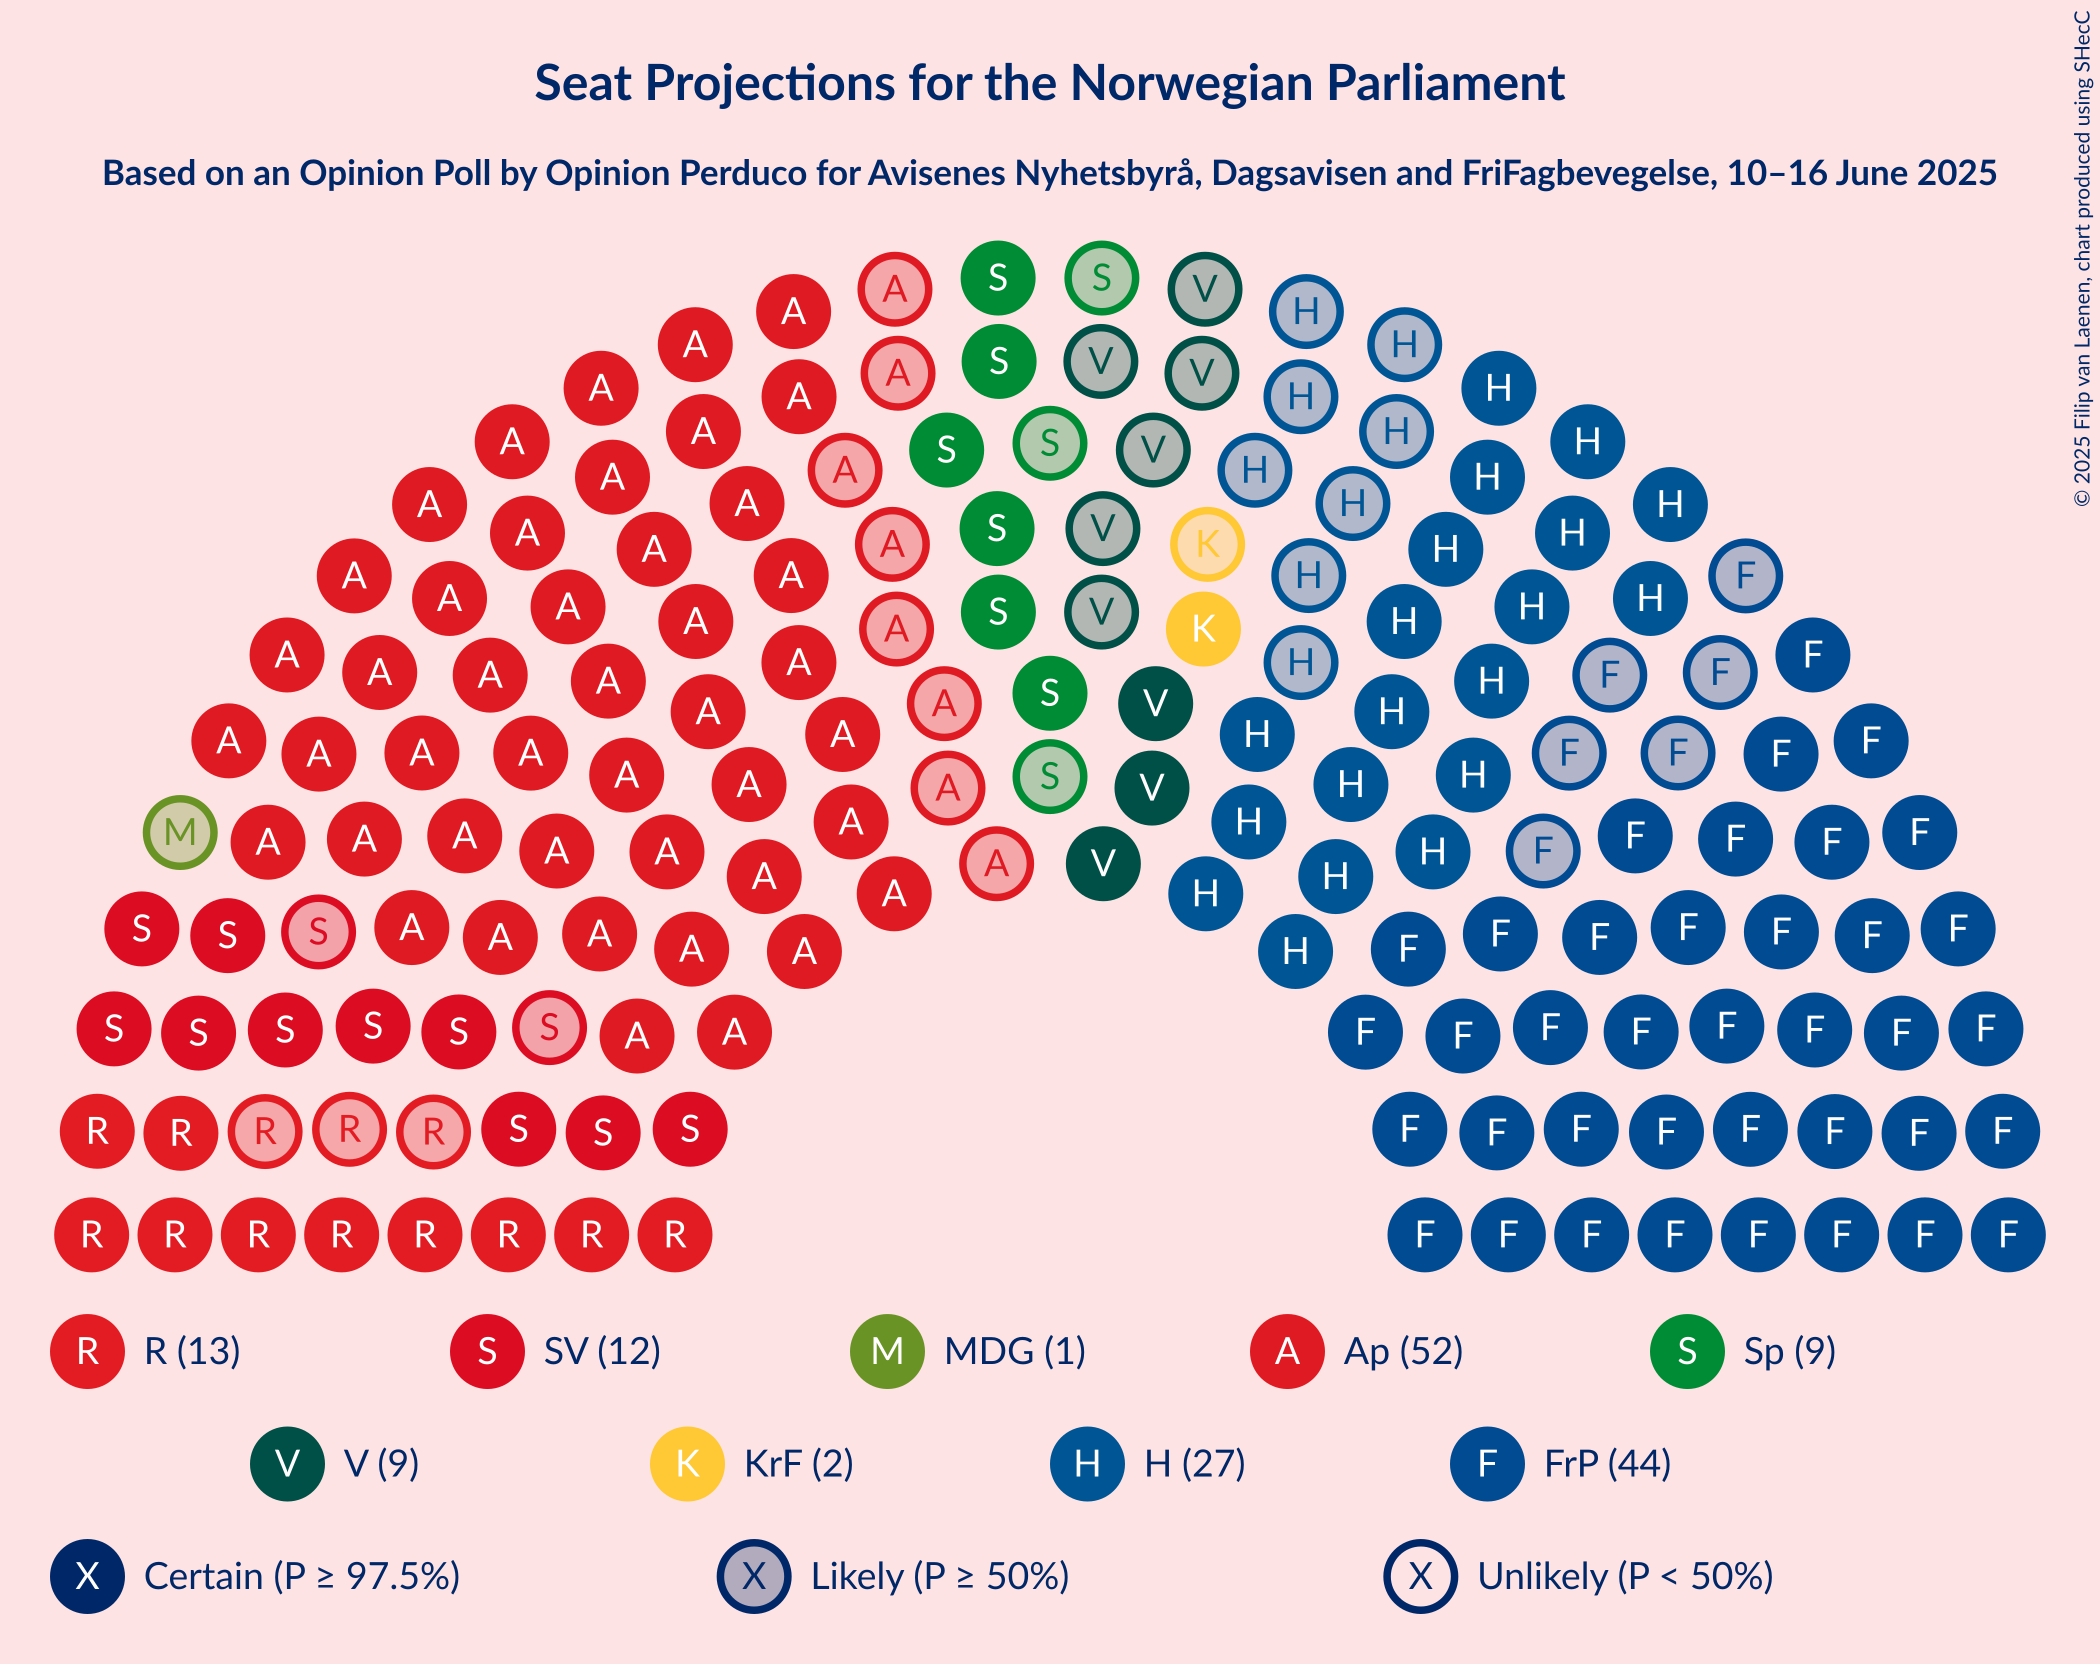 Seat Projections for the Norwegian Parliament
Based on an Opinion Poll by Opinion Perduco for Avisenes Nyhetsbyrå, Dagsavisen and FriFagbevegelse, 10–16 June 2025
© 2025 Filip van Laenen, chart produced using SHecC
A A S S V H
A A S V V H
A A H H
A A S S V H H
A A H H
A A H H
A A A S V K H H
A A H F
A A A A S V K H H H
A A A A A H H F F F
A A A S V H H
A A A A A A A S V H H F F F F
M A A A A A A A A V H H H F F F F F
S S S A A A A A A H H F F F F F F F
S S S S S S A A F F F F F F F F
R R R R R S S S F F F F F F F F
R R R R R R R R F F F F F F F F
R R (13) S SV (12) M MDG (1) A Ap (52) S Sp (9)
V V (9) K KrF (2) H H (27) F FrP (44)
X Certain (P ≥ 97.5%) X Likely (P ≥ 50%) X Unlikely (P < 50%)